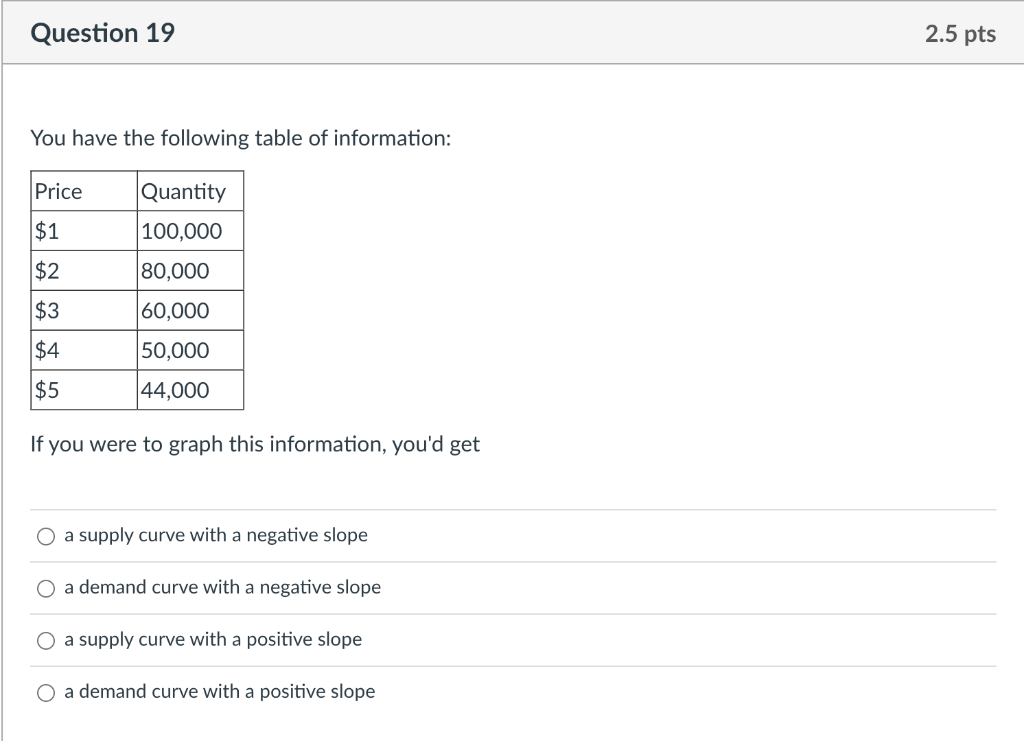 Question 19 2.5 pts
You have the following table of information:
Price Quantity
$1 100,000
$2 80,000
$3 60,000
$4 50,000
$5 44,000
If you were to graph this information, you'd get
a supply curve with a negative slope
a demand curve with a negative slope
a supply curve with a positive slope
a demand curve with a positive slope